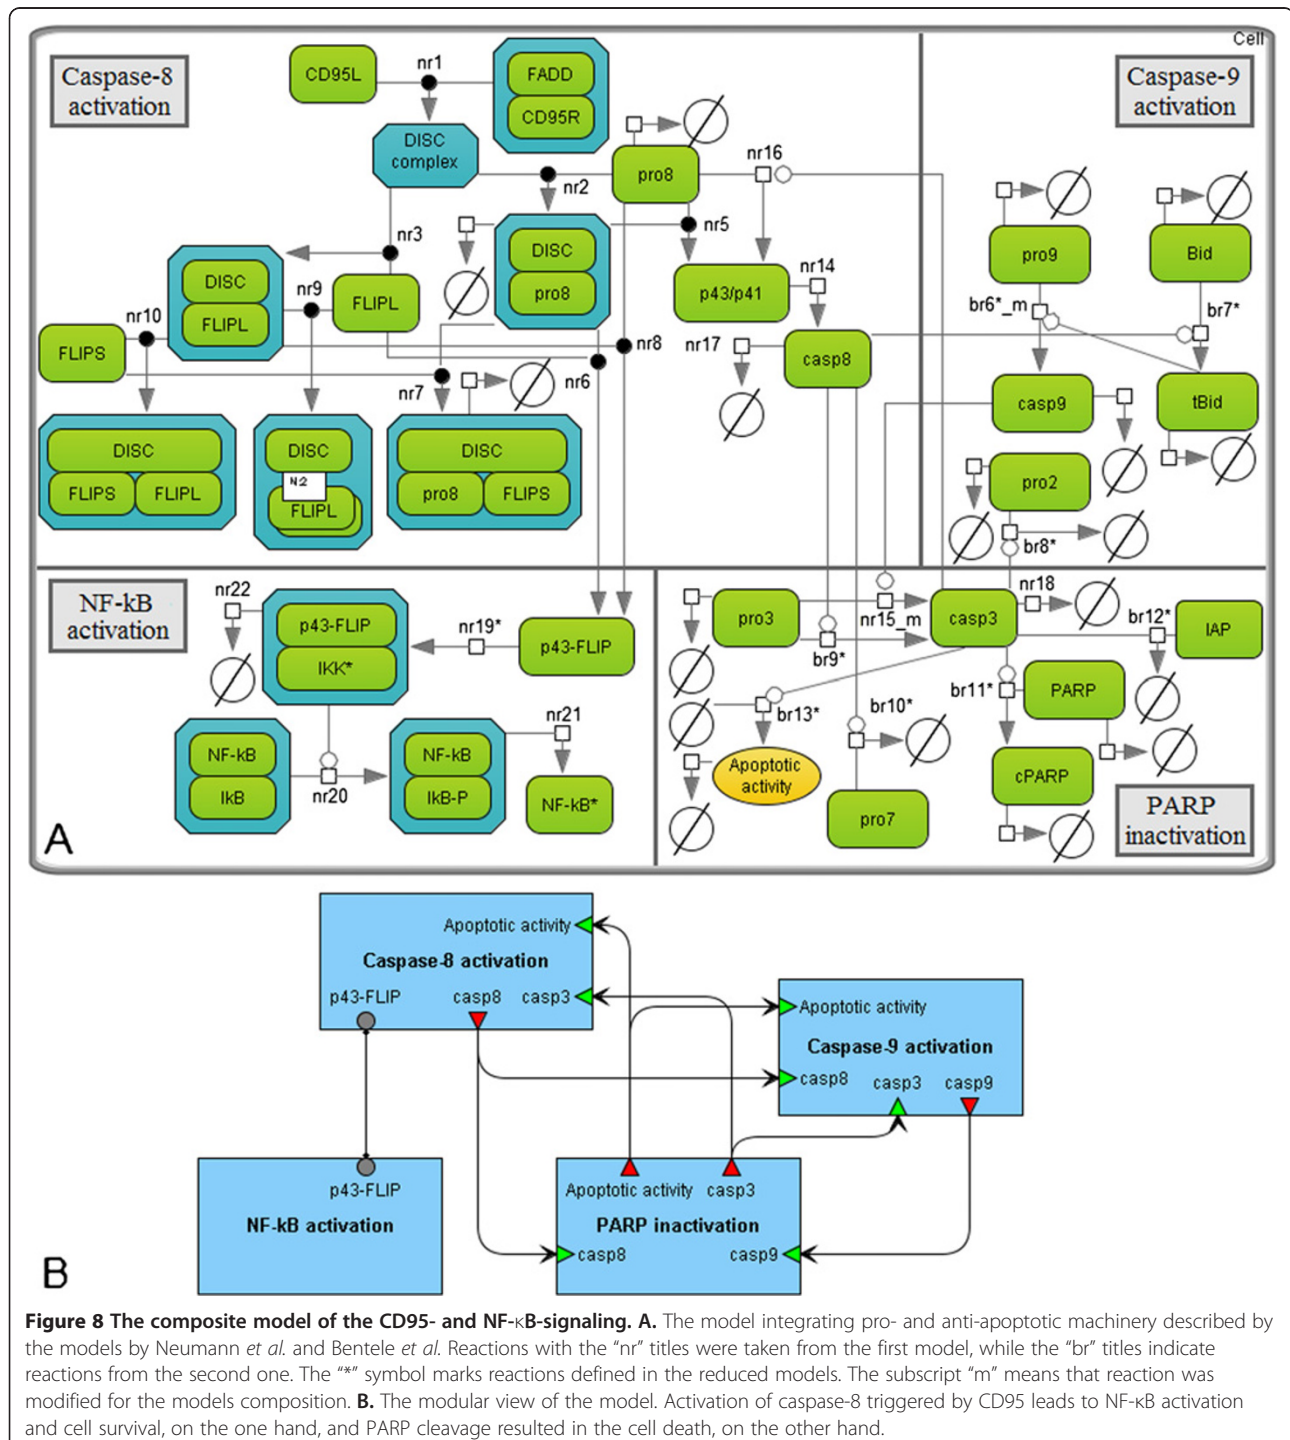 Cell
Caspase-8
activation
CD95L
nr1
FADD
CD95R
DISC
complex
nr2
pro8
nr16
nr3
nr5
DISC
pro8
DISC
FLIPL
nr9
FLIPL
nr10
FLIPS
p43/p41
nr14
nr17
casp8
nr8
nr6
nr7
DISC
FLIPS
FLIPL
DISC
N:2
FLIPL
DISC
pro8
FLIPS
Caspase-9
activation
pro9
Bid
br6*_m
br7*
casp9
tBid
pro2
br8*
NF-kB
activation
nr22
p43-FLIP
IKK*
nr19*
p43-FLIP
NF-kB
IkB
nr20
NF-kB
IkB-P
nr21
NF-kB*
pro3
nr15_m
casp3
nr18
br12*
IAP
br9*
br11*
PARP
br13*
br10*
Apoptotic
activity
pro7
cPARP
PARP
inactivation
A
Apoptotic activity
Caspase-8 activation
p43-FLIP
casp8
casp3
Apoptotic activity
Caspase-9 activation
casp8
casp3
casp9
p43-FLIP
NF-kB activation
Apoptotic activity
casp3
PARP inactivation
casp8
casp9
B
Figure 8 The composite model of the CD95- and NF-κB-signaling. A. The model integrating pro- and anti-apoptotic machinery described by
the models by Neumann et al. and Bentele et al. Reactions with the “nr” titles were taken from the first model, while the “br” titles indicate
reactions from the second one. The “*” symbol marks reactions defined in the reduced models. The subscript “m” means that reaction was
modified for the models composition. B. The modular view of the model. Activation of caspase-8 triggered by CD95 leads to NF-κB activation
and cell survival, on the one hand, and PARP cleavage resulted in the cell death, on the other hand.